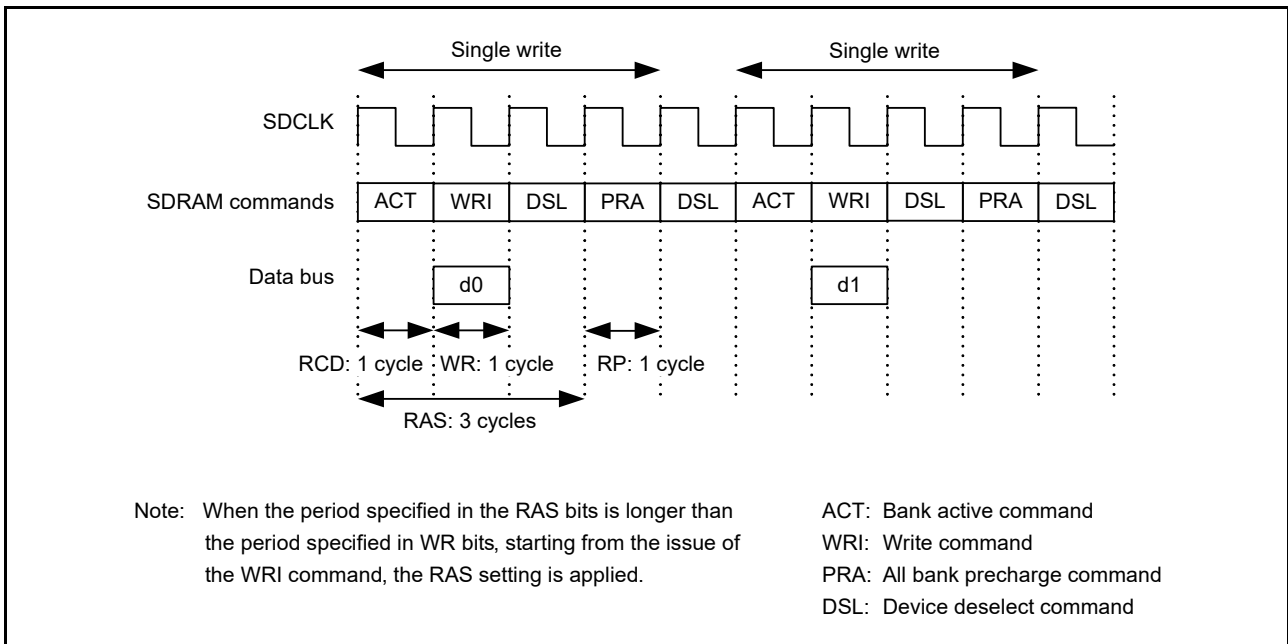 Single write Single write
SDCLK
SDRAM commands ACT WRI DSL PRA DSL ACT WRI DSL PRA DSL
Data bus d0 d1
RCD: 1 cycle WR: 1 cycle RP: 1 cycle
RAS: 3 cycles
Note: When the period specified in the RAS bits is longer than
the period specified in WR bits, starting from the issue of
the WRI command, the RAS setting is applied.
ACT: Bank active command
WRI: Write command
PRA: All bank precharge command
DSL: Device deselect command